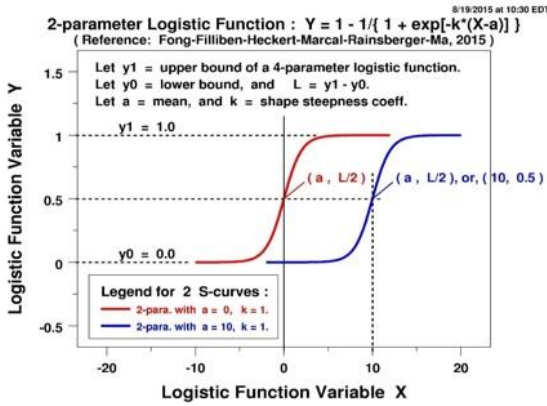 8/19/2015 at 10:30 EDT
2-parameter Logistic Function : Y = 1 - 1/{ 1 + exp[-k*(X-a)] }
( Reference: Fong-Filliben-Heckert-Marcal-Rainsberger-Ma, 2015 )
Let y1 = upper bound of a 4-parameter logistic function.
Let y0 = lower bound, and L = y1 - y0.
Let a = mean, and k = shape steepness coeff.
Logistic Function Variable Y
1.5
1
0.5
0
-0.5
y1 = 1.0
( a , L/2 )
( a , L/2 ), or, ( 10, 0.5 )
y0 = 0.0
Legend for 2 S-curves :
2-para. with a = 0, k = 1.
2-para. with a = 10, k = 1.
-20 -10 0 10 20
Logistic Function Variable X